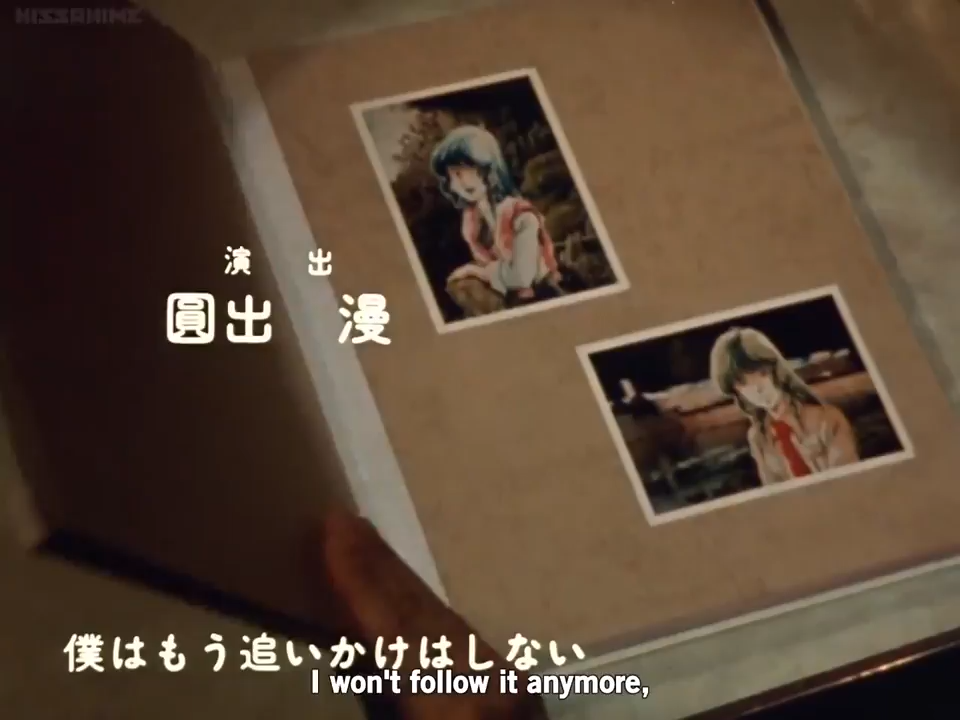 KISSANIME
演 出
圓出 漫
僕はもう追いかけはしない
I won't follow it anymore,